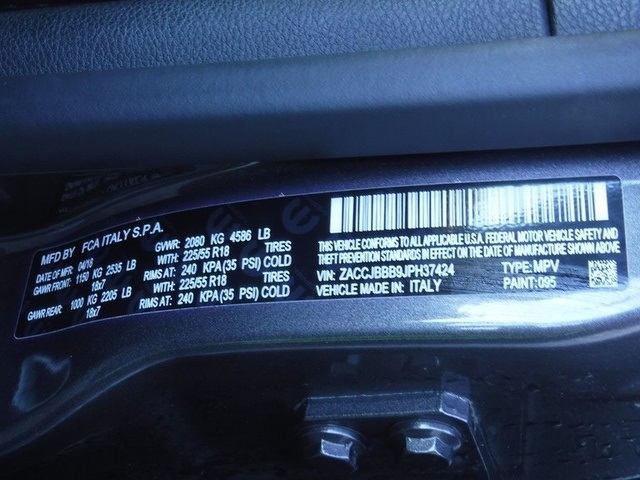 MFD BY FCA ITALY S.P.A.
DATE OF MFR: 04/18 GVWR: 2080 KG 4586 LB
GAWR FRONT: 1150 KG 2535 LB WITH: 225/55 R18 TIRES
18x7 RIMS AT: 240 KPA(35 PSI) COLD
GAWR REAR: 1000 KG 2205 LB WITH: 225/55 R18 TIRES
18x7 RIMS AT: 240 KPA(35 PSI) COLD
THIS VEHICLE CONFORMS TO ALL APPLICABLE U.S.A.
FEDERAL MOTOR VEHICLE SAFETY, BUMPER, AND
THEFT PREVENTION STANDARDS IN EFFECT ON THE DATE
OF MANUFACTURE SHOWN ABOVE.
VIN: ZACCJBBB9JPH37424 TYPE: MPV
VEHICLE MADE IN: ITALY PAINT: 095